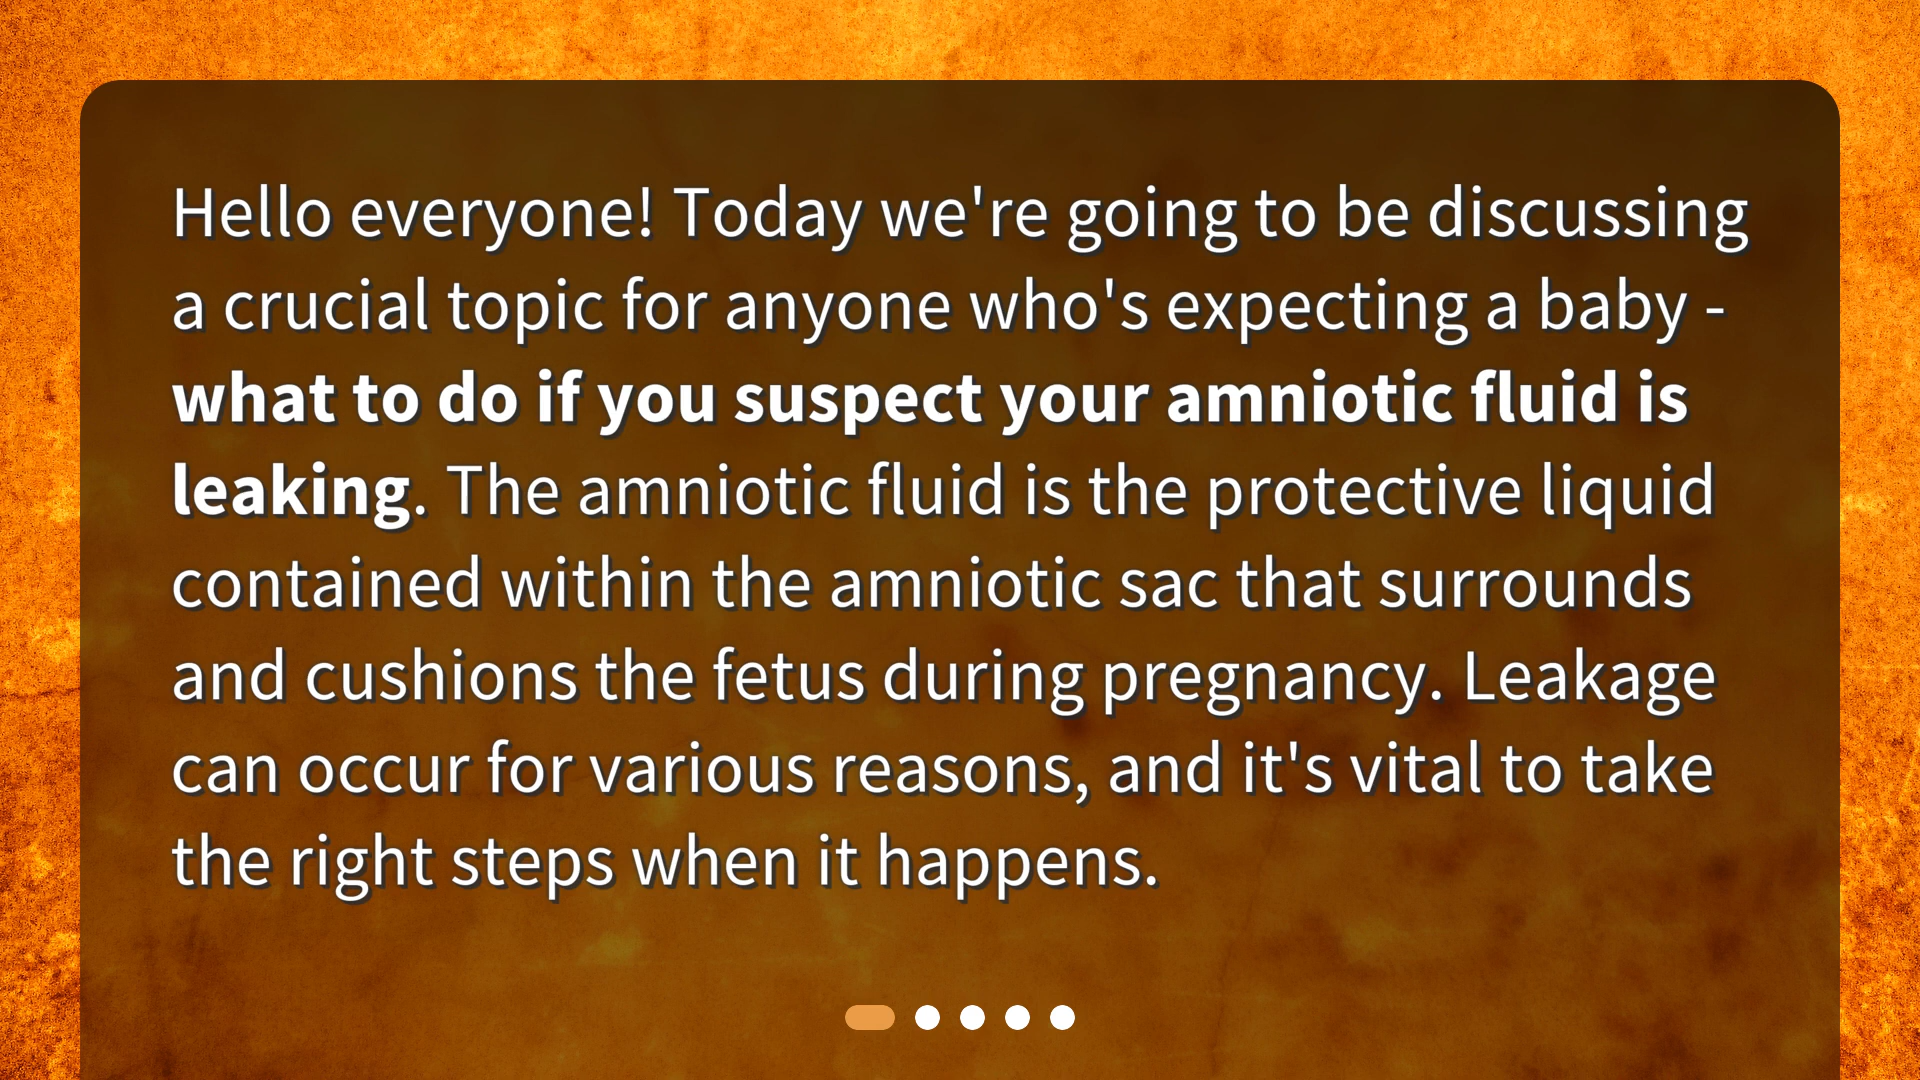 Hello everyone! Today we're going to be discussing
a crucial topic for anyone who's expecting a baby -
what to do if you suspect your amniotic fluid is
leaking. The amniotic fluid is the protective liquid
contained within the amniotic sac that surrounds
and cushions the fetus during pregnancy. Leakage
can occur for various reasons, and it's vital to take
the right steps when it happens.